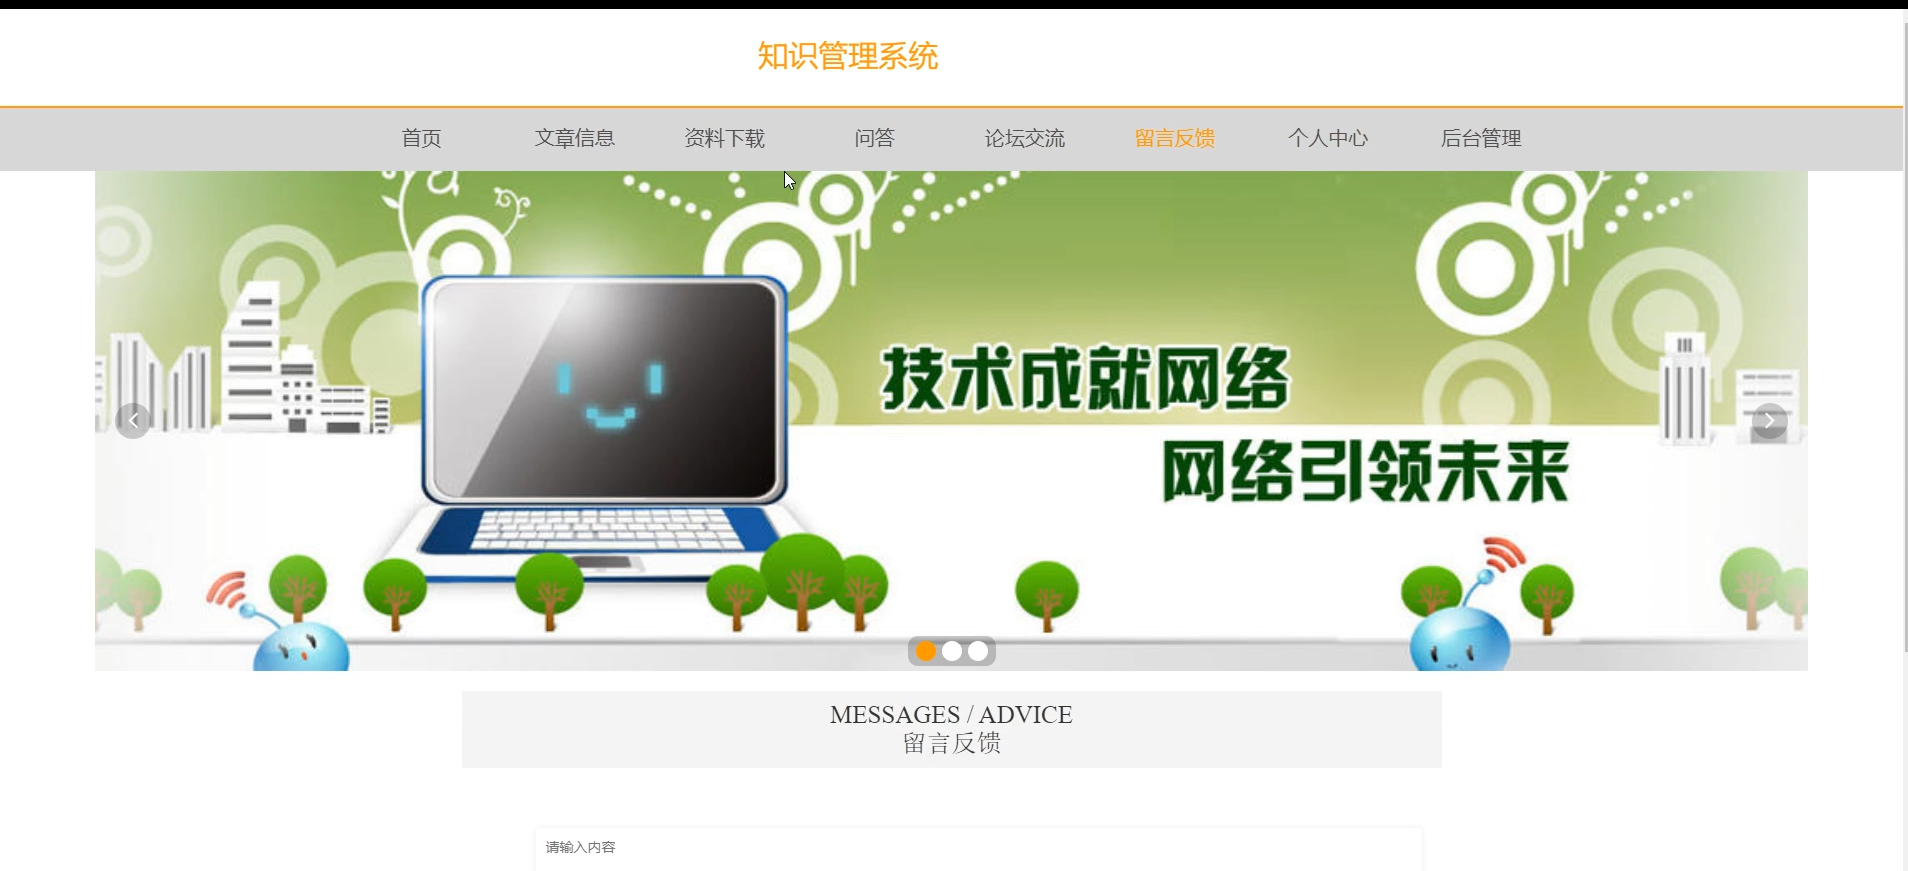 知识管理系统
首页 文章信息 资料下载 问答 论坛交流 留言反馈 个人中心 后台管理
技术成就网络
网络引领未来
MESSAGES / ADVICE
留言反馈
请输入内容